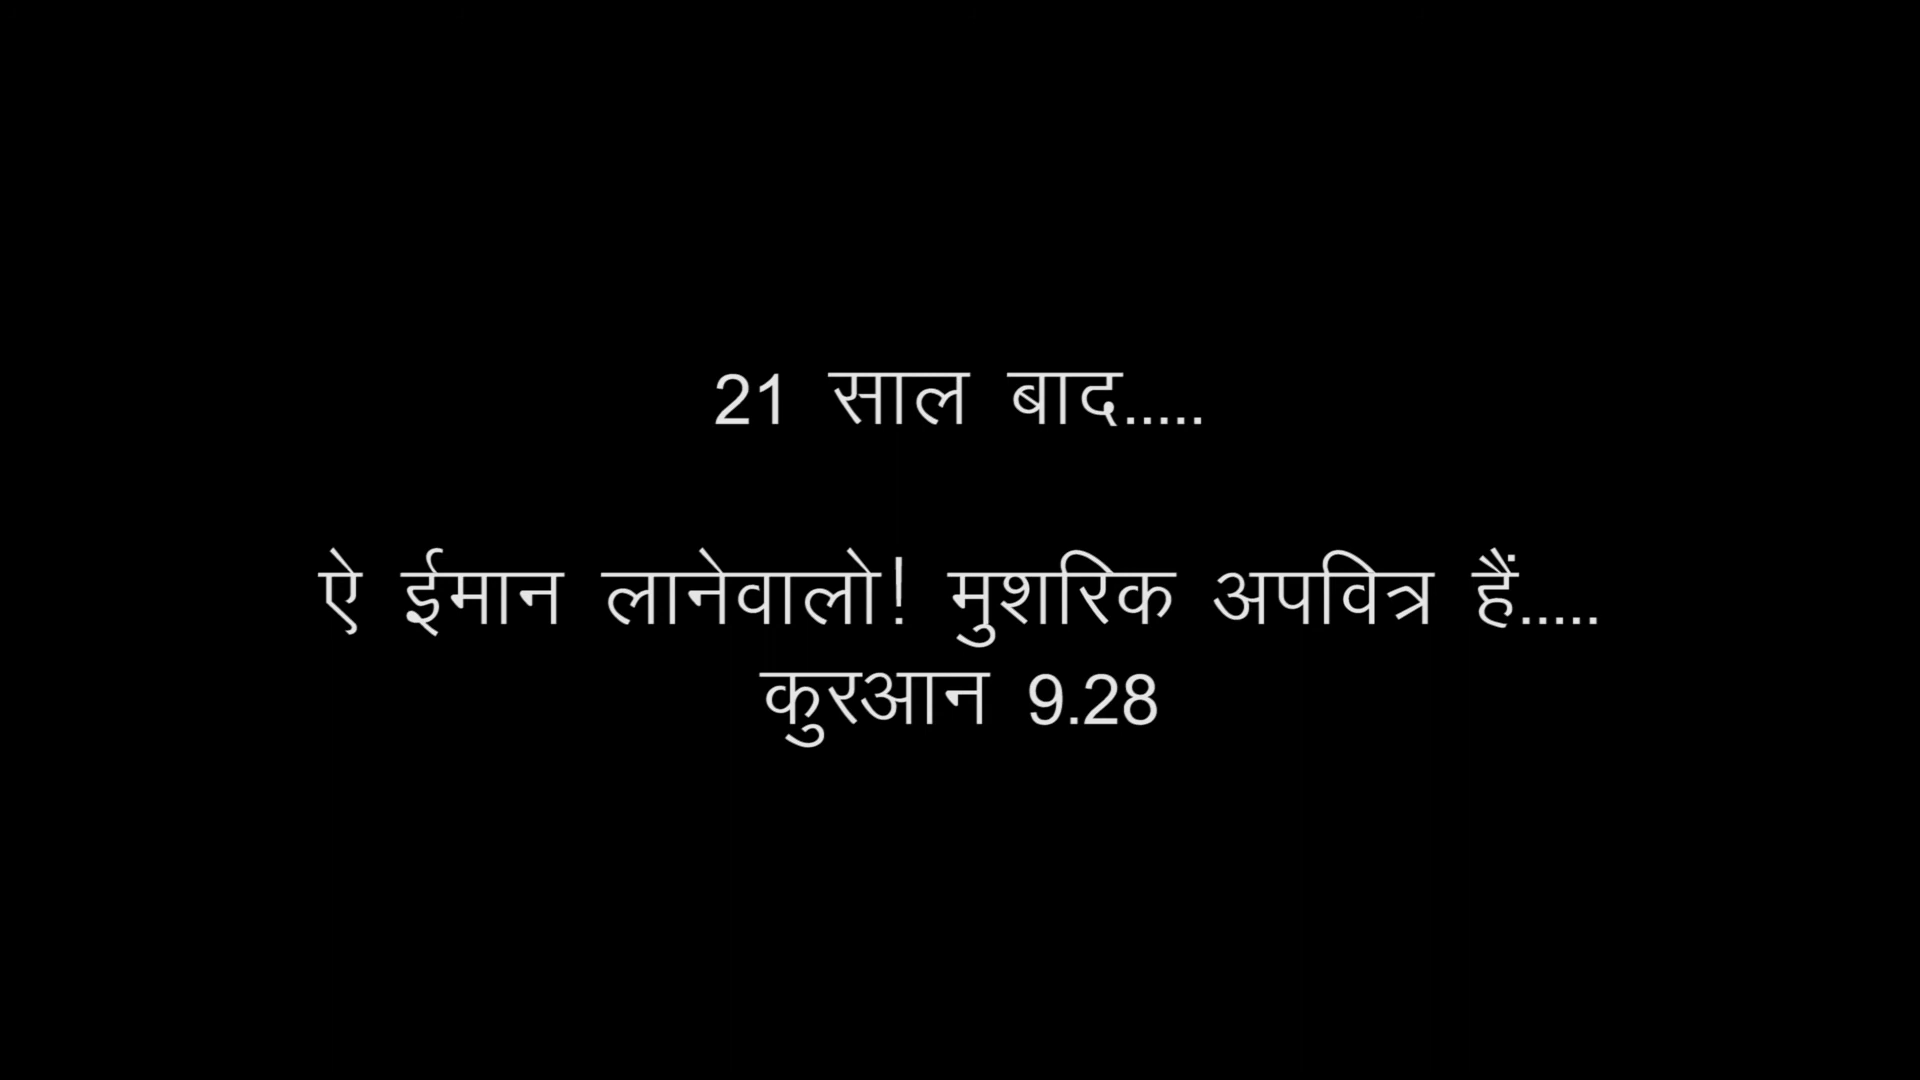 21 साल बाद.....
ऐ ईमान लानेवालो! मुशरिक अपवित्र हैं.....
कुरआन 9.28